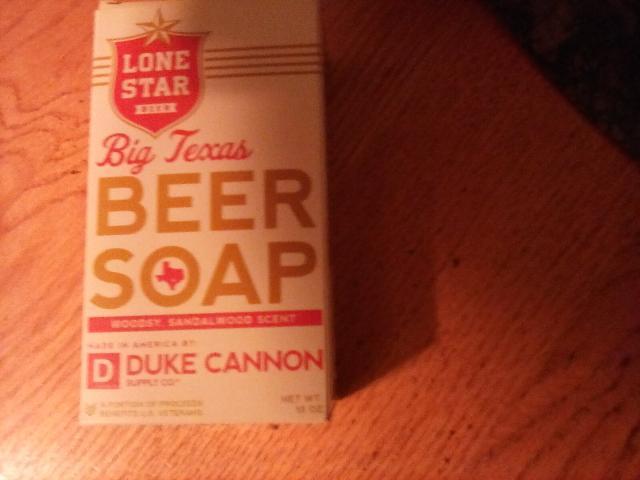 LONE
STAR
BEER
Big Texas
BEER
SOAP
WOODSY, SANDALWOOD SCENT
MADE IN AMERICA BY:
D DUKE CANNON
SUPPLY CO
A PORTION OF PROCEEDS
BENEFITS U.S. VETERANS
NET WT.
10 OZ